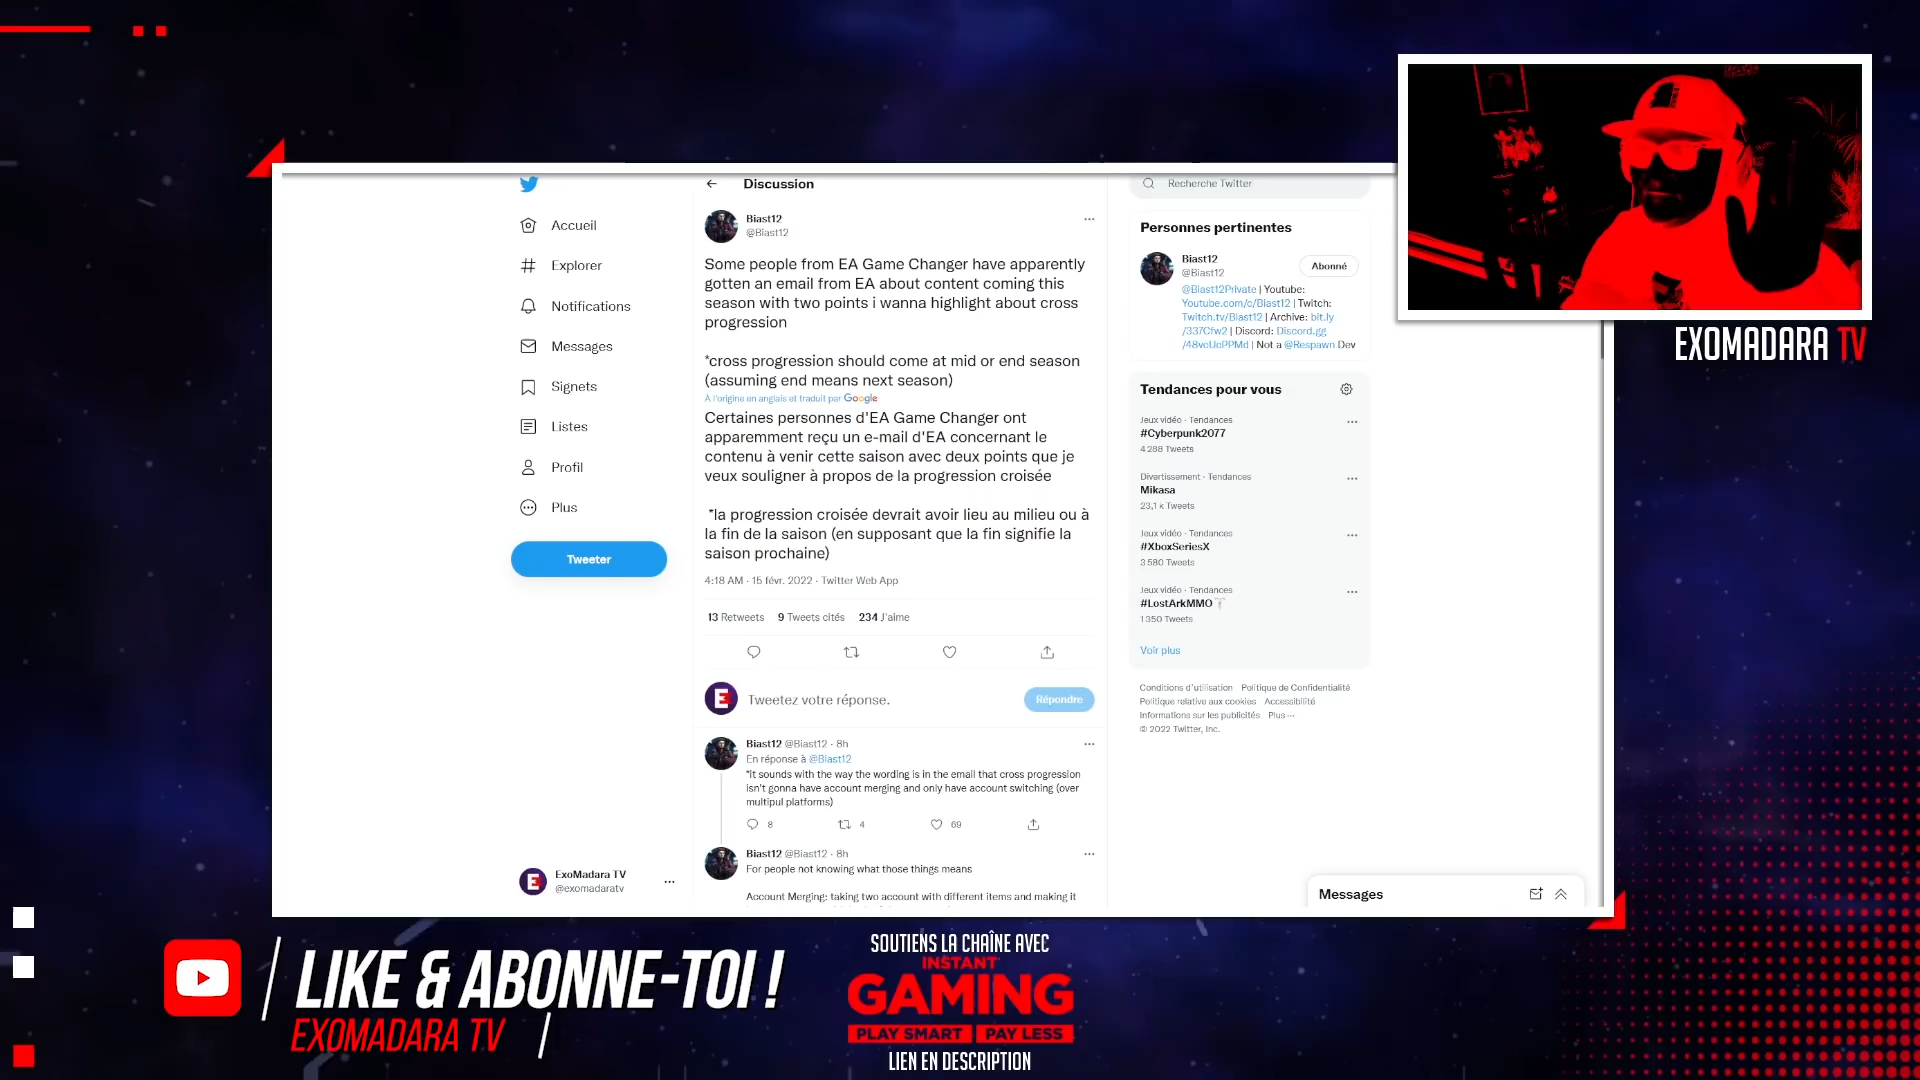 Discussion
Recherche Twitter
Accueil
Explorer
Notifications
Messages
Signets
Listes
Profil
Plus
Tweeter
ExoMadara TV
@exomadaratv
Biast12
@Biast12
Some people from EA Game Changer have apparently
gotten an email from EA about content coming this
season with two points i wanna highlight about cross
progression
*cross progression should come at mid or end season
(assuming end means next season)
À l'origine en anglais et traduit par Google
Certaines personnes d'EA Game Changer ont
apparemment reçu un e-mail d'EA concernant le
contenu à venir cette saison avec deux points que je
veux souligner à propos de la progression croisée
*la progression croisée devrait avoir lieu au milieu ou à
la fin de la saison (en supposant que la fin signifie la
saison prochaine)
4:18 AM · 15 févr. 2022 · Twitter Web App
13 Retweets 9 Tweets cités 234 J'aime
Tweetez votre réponse.
Répondre
Biast12 @Biast12 · 8h
En réponse à @Biast12
*it sounds with the way the wording is in the email that cross progression
isn't gonna have account merging and only have account switching (over
multipul platforms)
8 4 69
Biast12 @Biast12 · 8h
For people not knowing what those things means
Account Merging: taking two account with different items and making it
Personnes pertinentes
Biast12
@Biast12
Abonné
@Biast12Private | Youtube:
Youtube.com/c/Biast12 | Twitch:
Twitch.tv/Biast12 | Archive: bit.ly
/337Cfw2 | Discord: Discord.gg
/48voUcPPMd | Not a @Respawn Dev
Tendances pour vous
Jeux vidéo · Tendances
#Cyberpunk2077
4 288 Tweets
Divertissement · Tendances
Mikasa
23,1 k Tweets
Jeux vidéo · Tendances
#XboxSeriesX
3 580 Tweets
Jeux vidéo · Tendances
#LostArkMMO
1 350 Tweets
Voir plus
Conditions d'utilisation Politique de Confidentialité
Politique relative aux cookies Accessibilité
Informations sur les publicités Plus ···
© 2022 Twitter, Inc.
Messages
EXOMADARA TV
LIKE & ABONNE-TOI !
EXOMADARA TV
SOUTIENS LA CHAÎNE AVEC
INSTANT
GAMING
PLAY SMART PAY LESS
LIEN EN DESCRIPTION